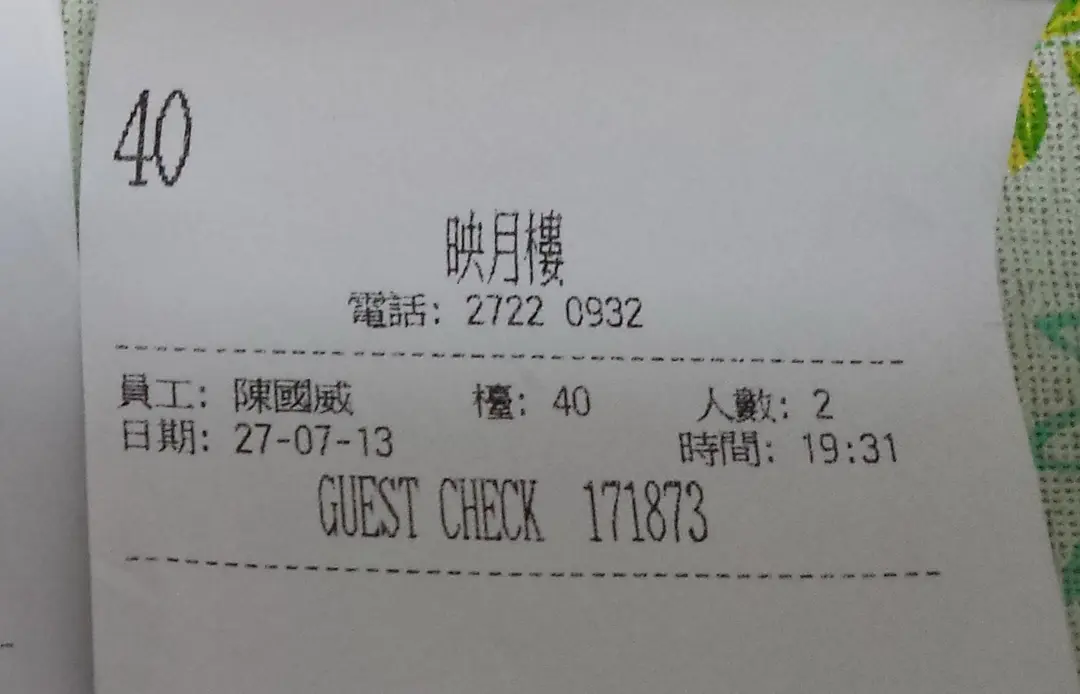 40
映月樓
電話: 2722 0932
員工: 陳國威 檯: 40 人數: 2
日期: 27-07-13 時間: 19:31
GUEST CHECK 171873